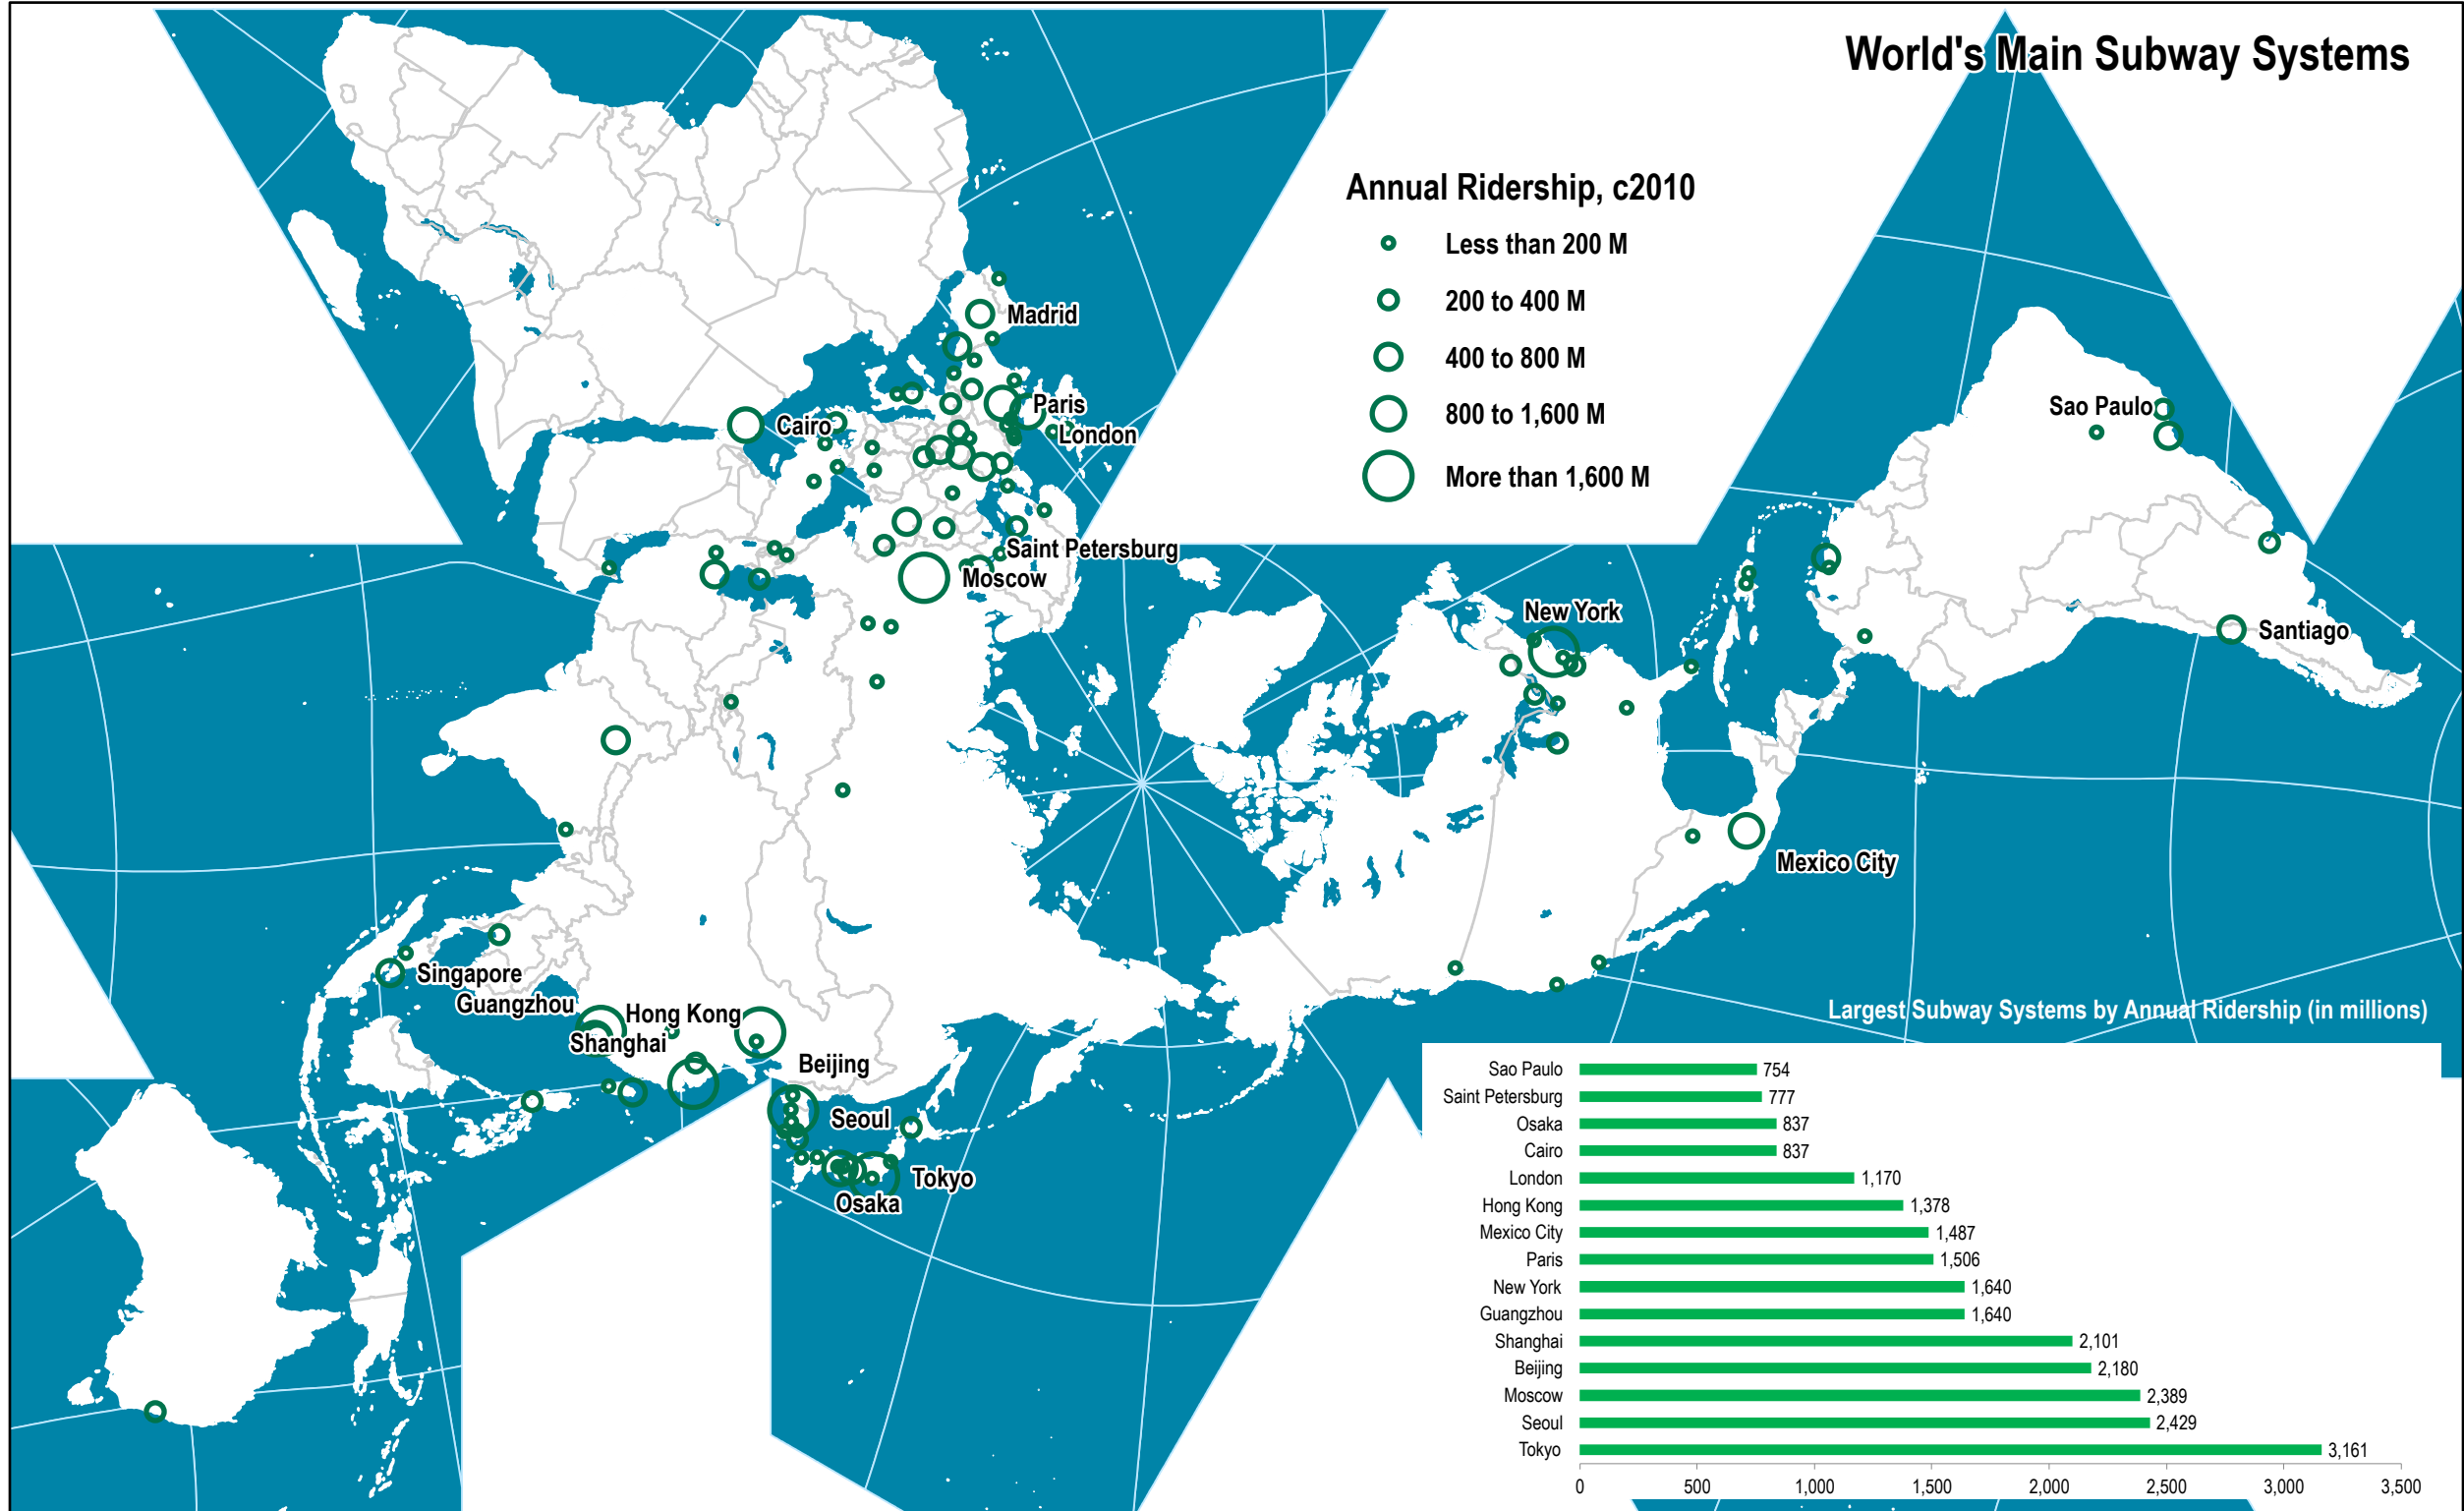 World's Main Subway Systems
Annual Ridership, c2010
Less than 200 M
200 to 400 M
400 to 800 M
800 to 1,600 M
More than 1,600 M
Madrid
Paris
Cairo
London
Sao Paulo
Saint Petersburg
Moscow
New York
Santiago
Mexico City
Singapore
Guangzhou
Hong Kong
Shanghai
Beijing
Seoul
Tokyo
Osaka
Largest Subway Systems by Annual Ridership (in millions)
Sao Paulo 754
Saint Petersburg 777
Osaka 837
Cairo 837
London 1,170
Hong Kong 1,378
Mexico City 1,487
Paris 1,506
New York 1,640
Guangzhou 1,640
Shanghai 2,101
Beijing 2,180
Moscow 2,389
Seoul 2,429
Tokyo 3,161
0 500 1,000 1,500 2,000 2,500 3,000 3,500